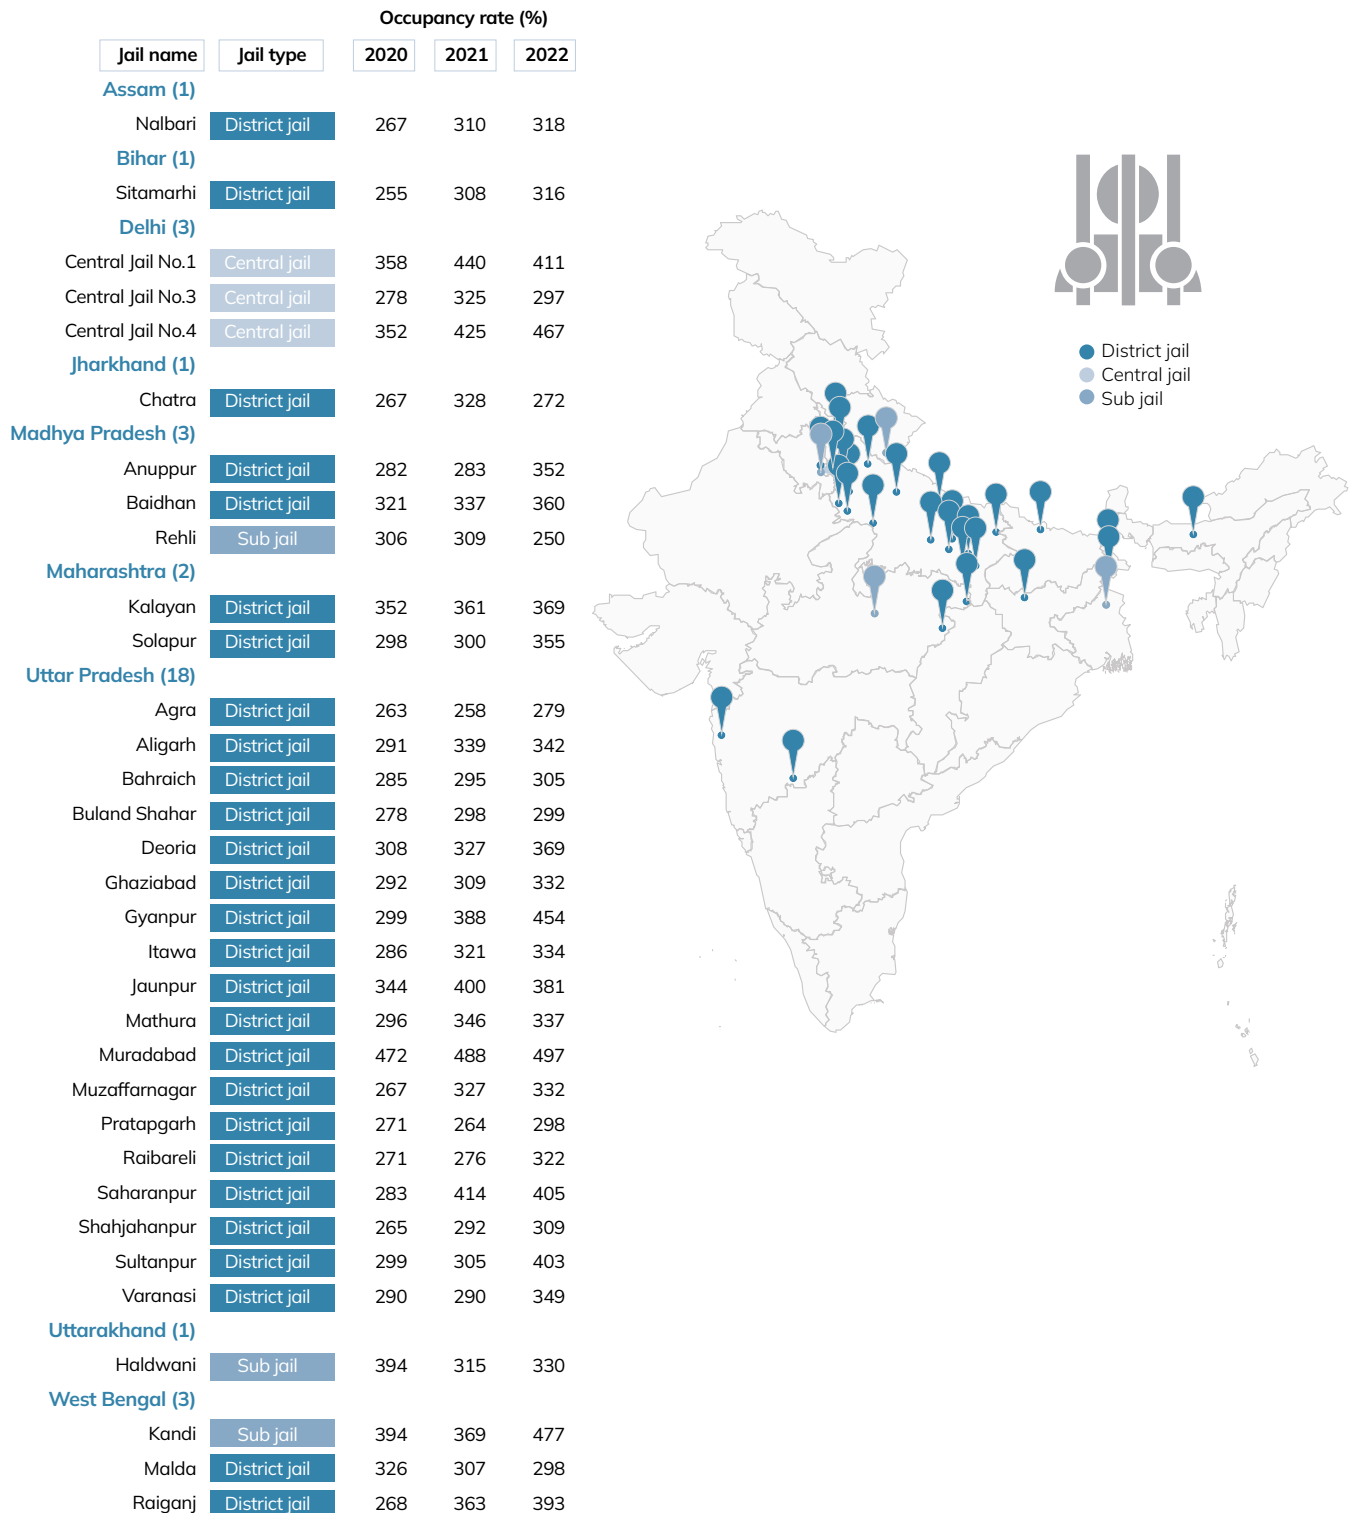 Occupancy rate (%)
Jail name Jail type 2020 2021 2022
Assam (1)
Nalbari District jail 267 310 318
Bihar (1)
Sitamarhi District jail 255 308 316
Delhi (3)
Central Jail No.1 Central jail 358 440 411
Central Jail No.3 Central jail 278 325 297
Central Jail No.4 Central jail 352 425 467
Jharkhand (1)
Chatra District jail 267 328 272
Madhya Pradesh (3)
Anuppur District jail 282 283 352
Baidhan District jail 321 337 360
Rehli Sub jail 306 309 250
Maharashtra (2)
Kalayan District jail 352 361 369
Solapur District jail 298 300 355
Uttar Pradesh (18)
Agra District jail 263 258 279
Aligarh District jail 291 339 342
Bahraich District jail 285 295 305
Buland Shahar District jail 278 298 299
Deoria District jail 308 327 369
Ghaziabad District jail 292 309 332
Gyanpur District jail 299 388 454
Itawa District jail 286 321 334
Jaunpur District jail 344 400 381
Mathura District jail 296 346 337
Muradabad District jail 472 488 497
Muzaffarnagar District jail 267 327 332
Pratapgarh District jail 271 264 298
Raibareli District jail 271 276 322
Saharanpur District jail 283 414 405
Shahjahanpur District jail 265 292 309
Sultanpur District jail 299 305 403
Varanasi District jail 290 290 349
Uttarakhand (1)
Haldwani Sub jail 394 315 330
West Bengal (3)
Kandi Sub jail 394 369 477
Malda District jail 326 307 298
Raiganj District jail 268 363 393
District jail
Central jail
Sub jail